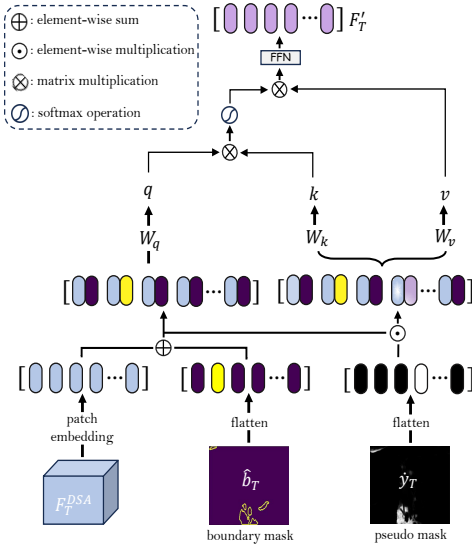 [ ··· ] F′_T
⊕ : element-wise sum
⊙ : element-wise multiplication
⊗ : matrix multiplication
: softmax operation
FFN
q k v
W_q W_k W_v
[ ··· ] [ ··· ]
[ ··· ] [ ··· ] [ ··· ]
patch
embedding
flatten
flatten
F_T^{DSA}
b̂_T
ẏ_T
boundary mask
pseudo mask